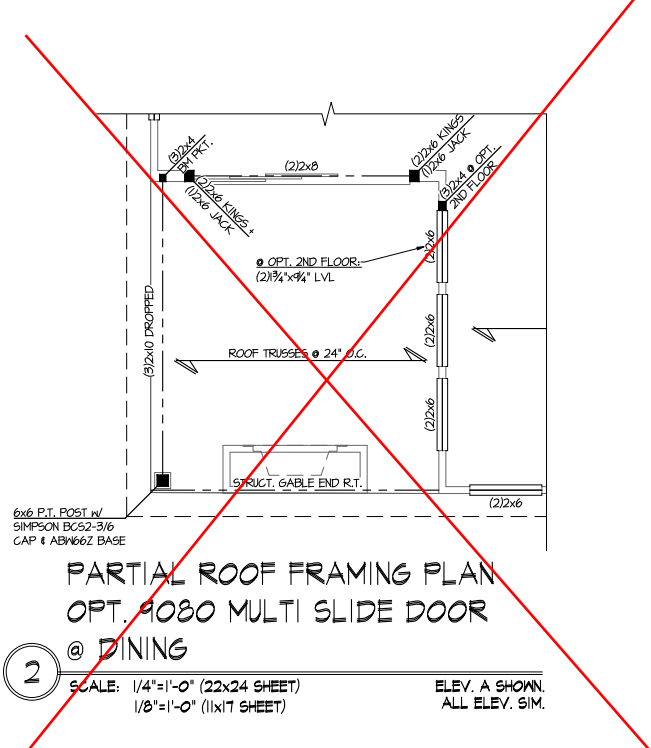 (3)2x4
BM PKT.
(2)2x8
(2)2x6 KINGS
(1)2x6 JACK
(3)2x4 @ OPT.
2ND FLOOR
(2)2x6 KINGS +
(1)2x6 JACK
@ OPT. 2ND FLOOR:
(2)1¾"x9¼" LVL
(2)2x6
(3)2x10 DROPPED
(2)2x6
ROOF TRUSSES @ 24" O.C.
(2)2x6
STRUCT. GABLE END R.T.
(2)2x6
6x6 P.T. POST W/
SIMPSON BCS2-3/6
CAP & ABW66Z BASE
PARTIAL ROOF FRAMING PLAN
OPT. 9080 MULTI SLIDE DOOR
@ DINING
2
SCALE: 1/4"=1'-0" (22x24 SHEET)
1/8"=1'-0" (11x17 SHEET)
ELEV. A SHOWN.
ALL ELEV. SIM.